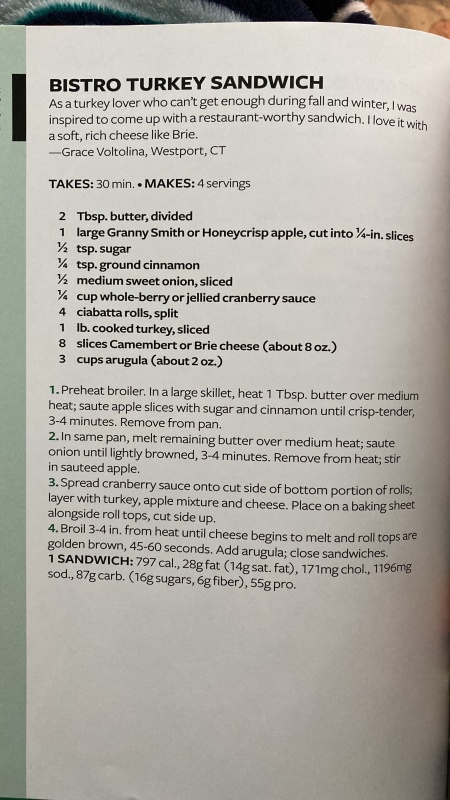 BISTRO TURKEY SANDWICH
As a turkey lover who can't get enough during fall and winter, I was
inspired to come up with a restaurant-worthy sandwich. I love it with
a soft, rich cheese like Brie.
—Grace Voltolina, Westport, CT
TAKES: 30 min. • MAKES: 4 servings
2 Tbsp. butter, divided
1 large Granny Smith or Honeycrisp apple, cut into ¼-in. slices
½ tsp. sugar
¼ tsp. ground cinnamon
½ medium sweet onion, sliced
¼ cup whole-berry or jellied cranberry sauce
4 ciabatta rolls, split
1 lb. cooked turkey, sliced
8 slices Camembert or Brie cheese (about 8 oz.)
3 cups arugula (about 2 oz.)
1. Preheat broiler. In a large skillet, heat 1 Tbsp. butter over medium
heat; saute apple slices with sugar and cinnamon until crisp-tender,
3-4 minutes. Remove from pan.
2. In same pan, melt remaining butter over medium heat; saute
onion until lightly browned, 3-4 minutes. Remove from heat; stir
in sauteed apple.
3. Spread cranberry sauce onto cut side of bottom portion of rolls;
layer with turkey, apple mixture and cheese. Place on a baking sheet
alongside roll tops, cut side up.
4. Broil 3-4 in. from heat until cheese begins to melt and roll tops are
golden brown, 45-60 seconds. Add arugula; close sandwiches.
1 SANDWICH: 797 cal., 28g fat (14g sat. fat), 171mg chol., 1196mg
sod., 87g carb. (16g sugars, 6g fiber), 55g pro.